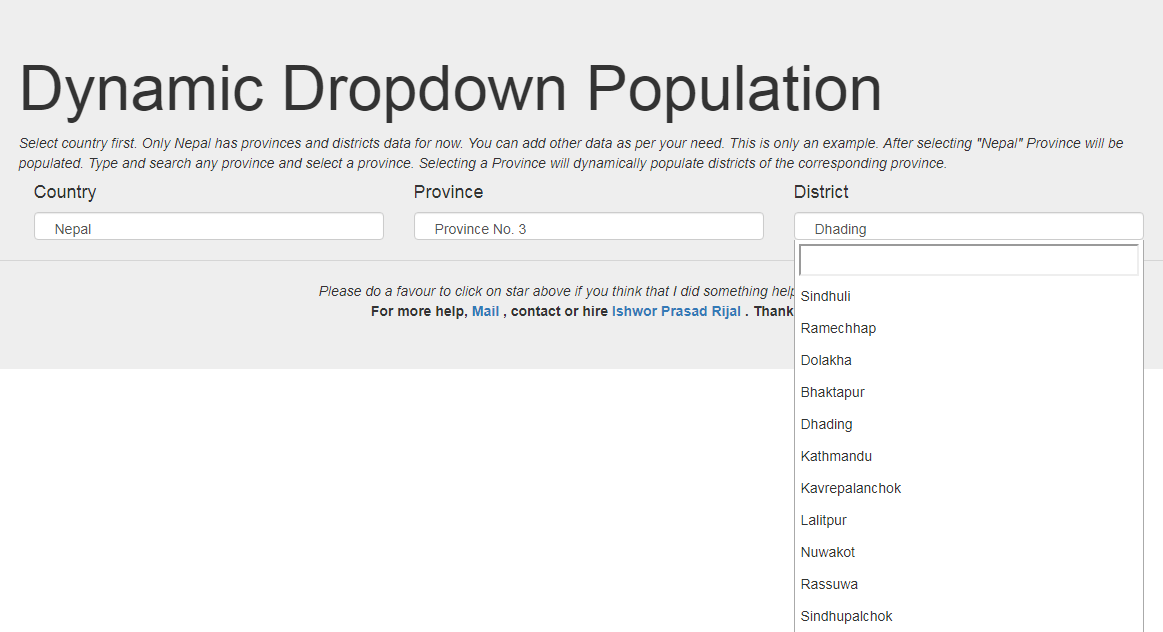 Dynamic Dropdown Population
Select country first. Only Nepal has provinces and districts data for now. You can add other data as per your need. This is only an example. After selecting "Nepal" Province will be
populated. Type and search any province and select a province. Selecting a Province will dynamically populate districts of the corresponding province.
Country
Province
District
Nepal
Province No. 3
Dhading
Please do a favour to click on star above if you think that I did something
For more help, Mail , contact or hire Ishwor Prasad Rijal . Thank
Sindhuli
Ramechhap
Dolakha
Bhaktapur
Dhading
Kathmandu
Kavrepalanchok
Lalitpur
Nuwakot
Rassuwa
Sindhupalchok